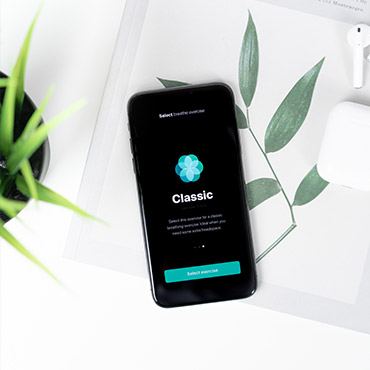 Select breathe exercise
Classic
Select this exercise for a classic
breathing exercise. Ideal when you
need some extra headspace.
Select exercise